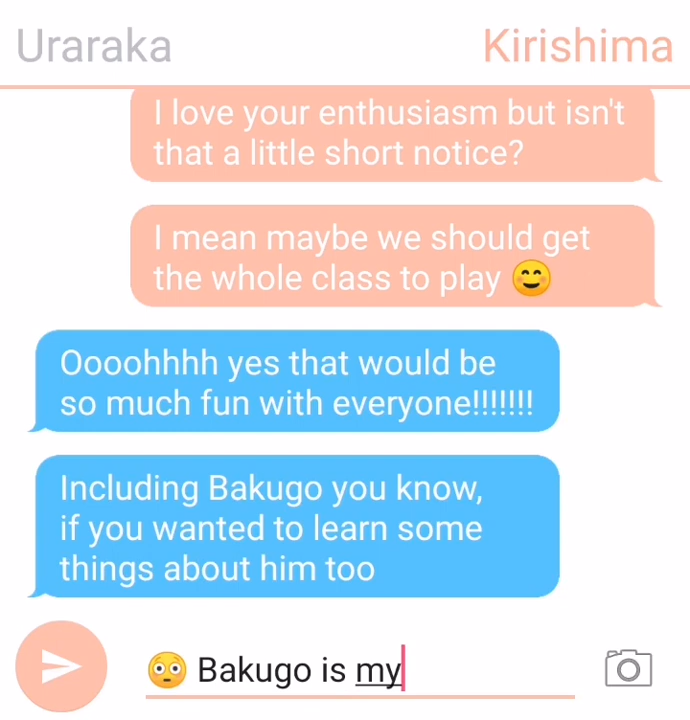 Uraraka
Kirishima
I love your enthusiasm but isn't
that a little short notice?
I mean maybe we should get
the whole class to play 😊
Oooohhhh yes that would be
so much fun with everyone!!!!!!!
Including Bakugo you know,
if you wanted to learn some
things about him too
😳 Bakugo is my